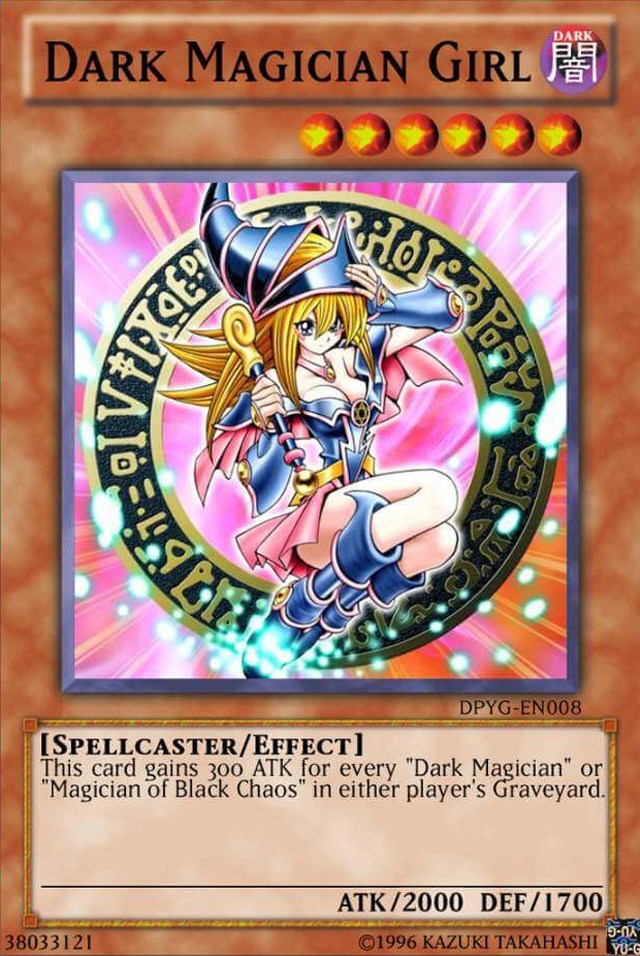 DARK MAGICIAN GIRL
DARK
闇
DPYG-EN008
[SPELLCASTER/EFFECT]
This card gains 300 ATK for every "Dark Magician" or
"Magician of Black Chaos" in either player's Graveyard.
ATK/2000 DEF/1700
38033121
©1996 KAZUKI TAKAHASHI